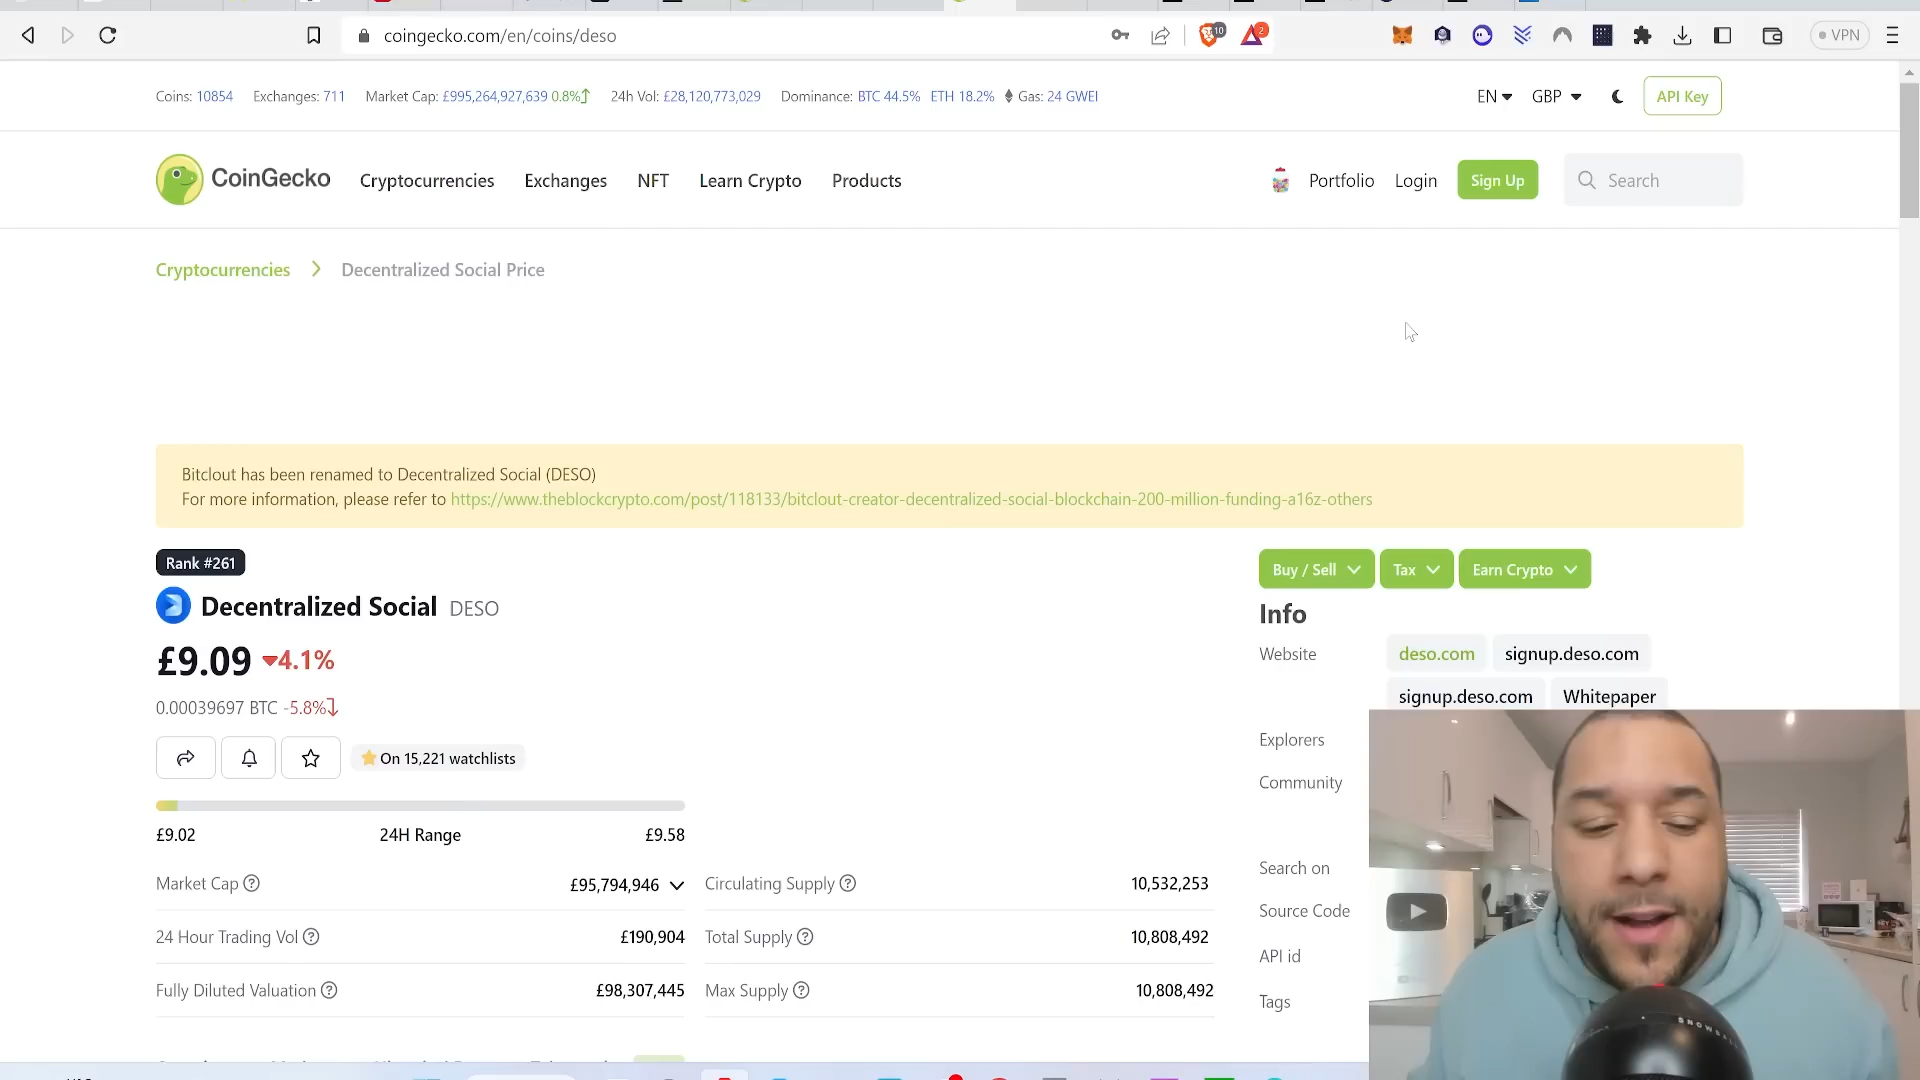 coingecko.com/en/coins/deso
10
2
VPN
Coins: 10854 Exchanges: 711 Market Cap: £995,264,927,639 0.8% 24h Vol: £28,120,773,029 Dominance: BTC 44.5% ETH 18.2% Gas: 24 GWEI
EN GBP API Key
CoinGecko Cryptocurrencies Exchanges NFT Learn Crypto Products
Portfolio Login Sign Up Search
Cryptocurrencies Decentralized Social Price
Bitclout has been renamed to Decentralized Social (DESO)
For more information, please refer to https://www.theblockcrypto.com/post/118133/bitclout-creator-decentralized-social-blockchain-200-million-funding-a16z-others
Rank #261
Decentralized Social DESO
£9.09 4.1%
0.00039697 BTC -5.8%
On 15,221 watchlists
£9.02 24H Range £9.58
Market Cap £95,794,946
Circulating Supply 10,532,253
24 Hour Trading Vol £190,904
Total Supply 10,808,492
Fully Diluted Valuation £98,307,445
Max Supply 10,808,492
Buy / Sell Tax Earn Crypto
Info
Website deso.com signup.deso.com
signup.deso.com Whitepaper
Explorers
Community
Search on
Source Code
API id
Tags